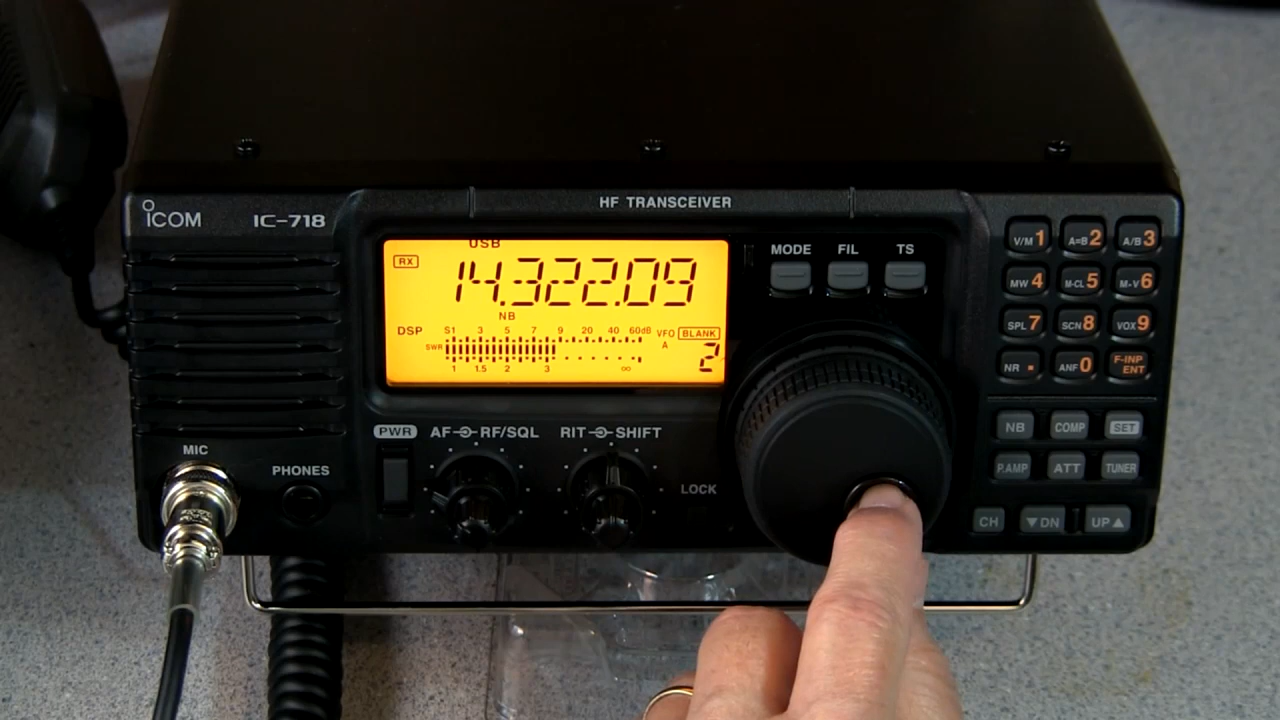 HF TRANSCEIVER
ICOM IC-718
USB
RX
14.322.09
NB
DSP
S1 3 5 7 9 20 40 60dB
SWR
1 1.5 2 3 ∞
VFO BLANK
A
2
MODE FIL TS
V/M 1 A=B 2 A/B 3
MW 4 M-CL 5 M▸V 6
SPL 7 SCN 8 VOX 9
NR ▪ ANF 0 F-INP ENT
NB COMP SET
P.AMP ATT TUNER
CH ▼DN UP▲
PWR AF RF/SQL RIT SHIFT
MIC
PHONES
LOCK